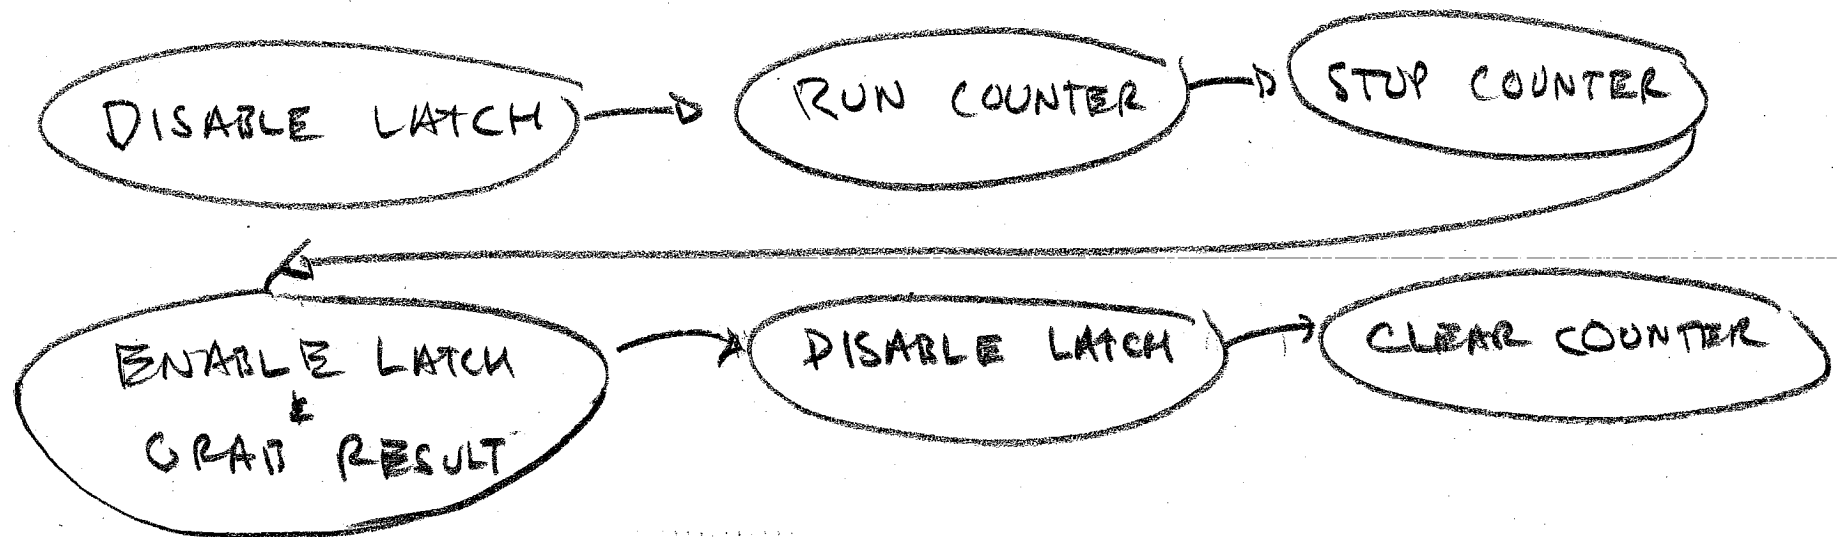 DISABLE LATCH
RUN COUNTER
STOP COUNTER
ENABLE LATCH
&
GRAB RESULT
DISABLE LATCH
CLEAR COUNTER